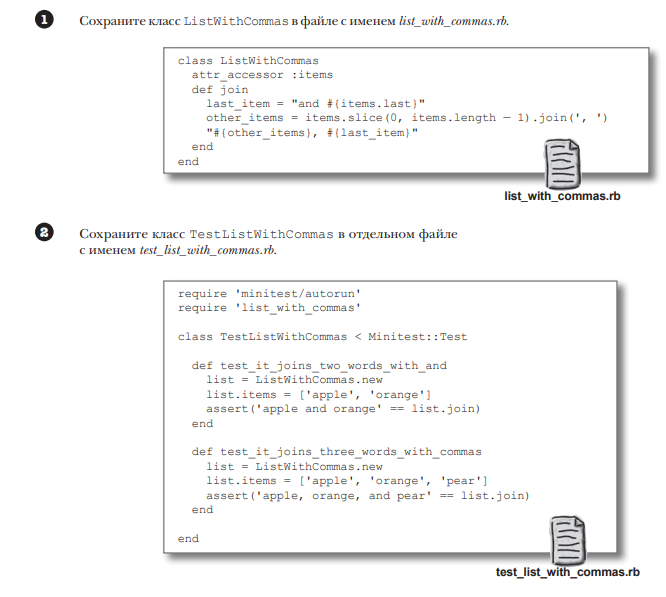 1 Сохраните класс ListWithCommas в файле с именем list_with_commas.rb.
class ListWithCommas
  attr_accessor :items
  def join
    last_item = "and #{items.last}"
    other_items = items.slice(0, items.length – 1).join(', ')
    "#{other_items}, #{last_item}"
  end
end
list_with_commas.rb
2 Сохраните класс TestListWithCommas в отдельном файле
с именем test_list_with_commas.rb.
require 'minitest/autorun'
require 'list_with_commas'
class TestListWithCommas < Minitest::Test
  def test_it_joins_two_words_with_and
    list = ListWithCommas.new
    list.items = ['apple', 'orange']
    assert('apple and orange' == list.join)
  end
  def test_it_joins_three_words_with_commas
    list = ListWithCommas.new
    list.items = ['apple', 'orange', 'pear']
    assert('apple, orange, and pear' == list.join)
  end
end
test_list_with_commas.rb